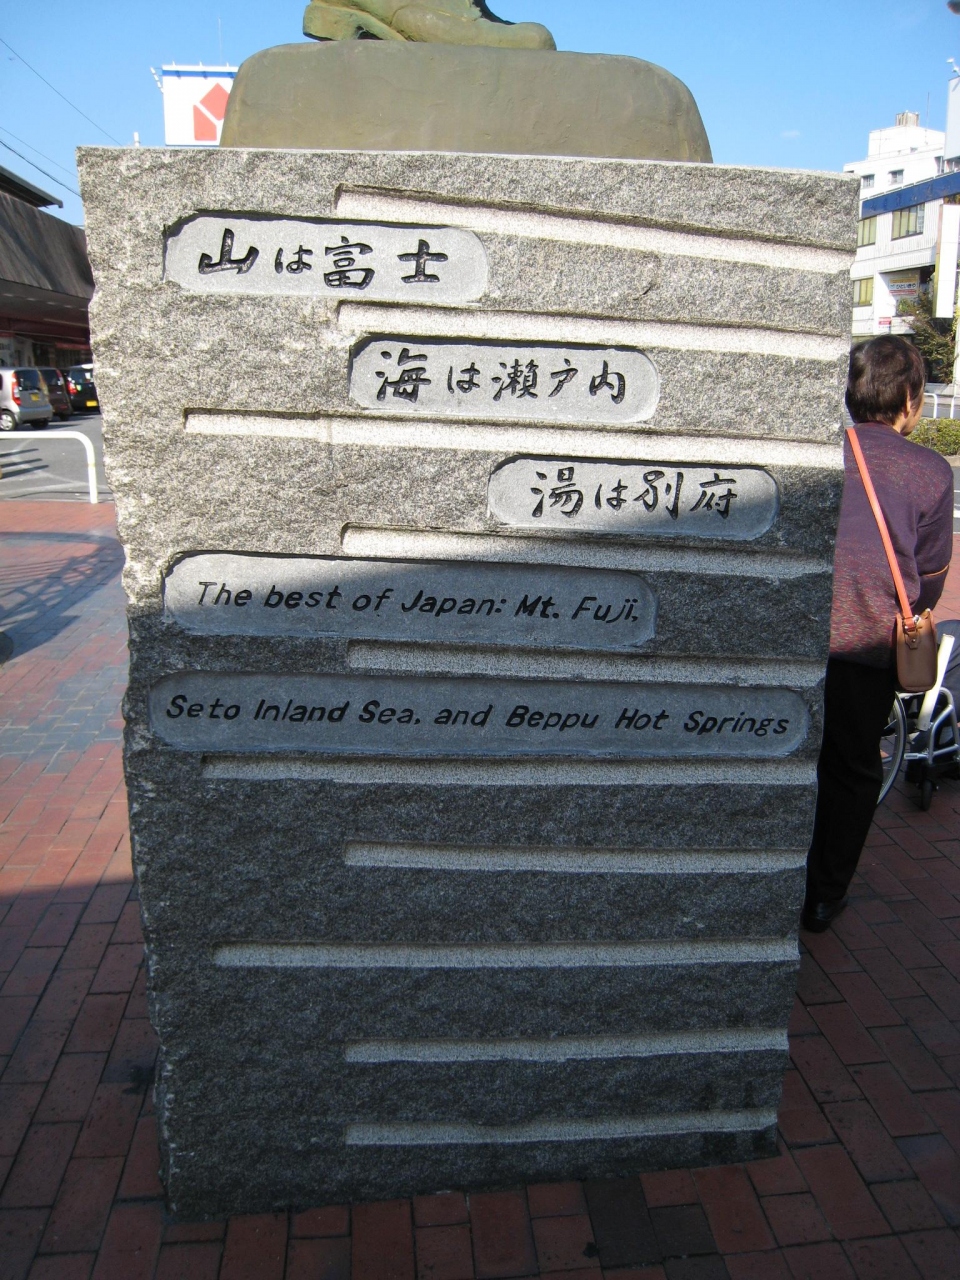 山は富士
海は瀬戸内
湯は別府
The best of Japan: Mt. Fuji,
Seto Inland Sea, and Beppu Hot Springs